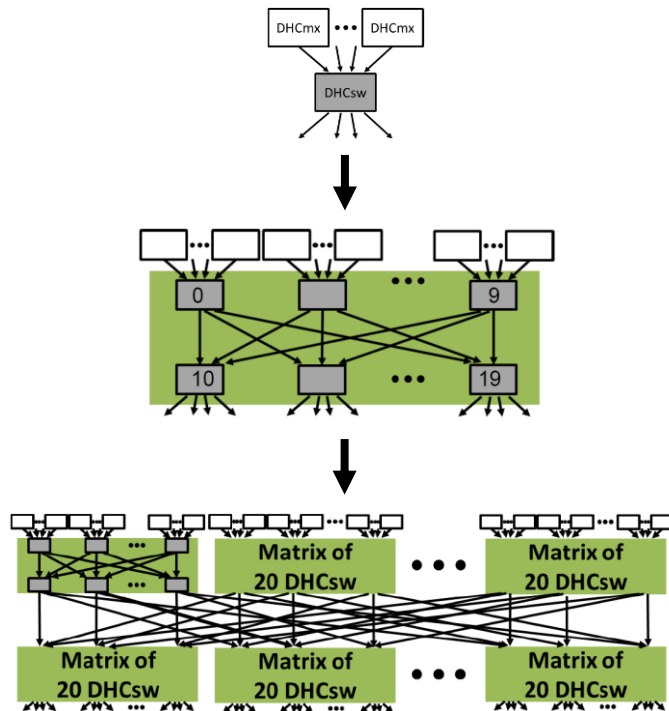 DHCmx ••• DHCmx
DHCsw
••• ••• •••
•••
0 9
10 ••• 19
••• ••• ••• ••• ••• ••• ••• ••• ••• •••
•••
•••
Matrix of Matrix of
20 DHCsw ••• 20 DHCsw
Matrix of Matrix of Matrix of
20 DHCsw 20 DHCsw ••• 20 DHCsw
••• ••• •••